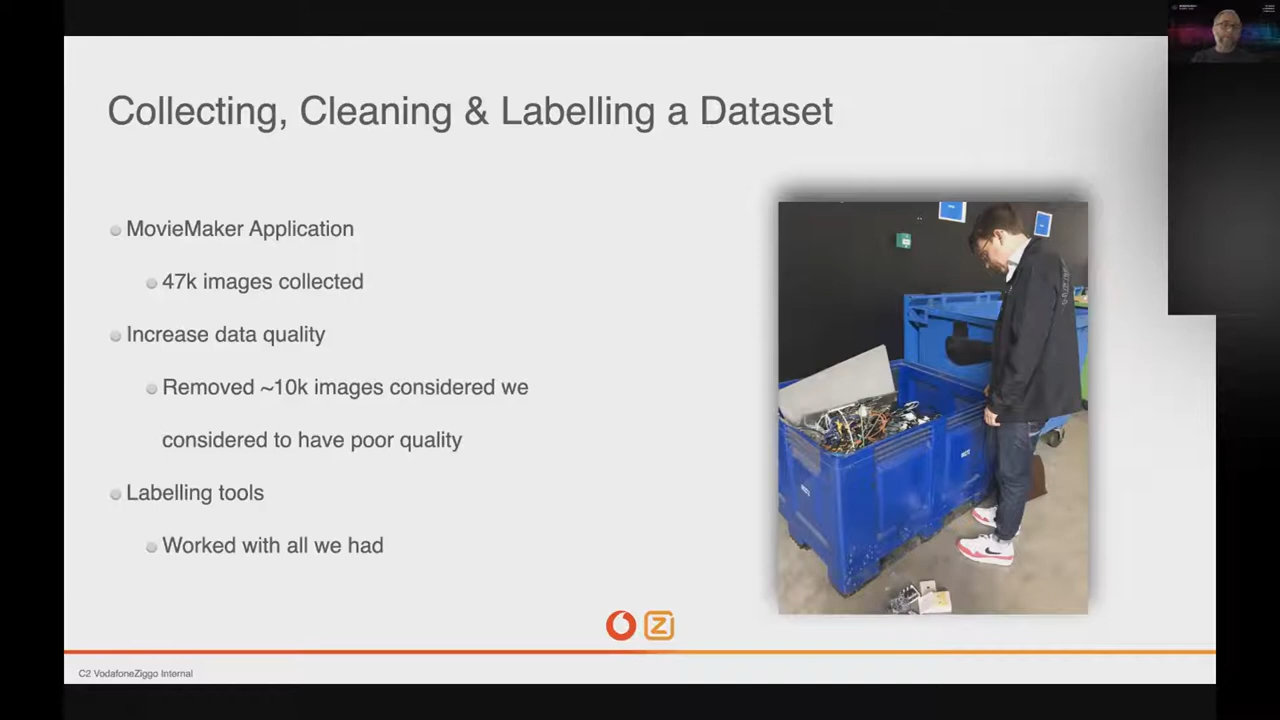 Collecting, Cleaning & Labelling a Dataset
MovieMaker Application
47k images collected
Increase data quality
Removed ~10k images considered we
considered to have poor quality
Labelling tools
Worked with all we had
Z
C2 VodafoneZiggo Internal